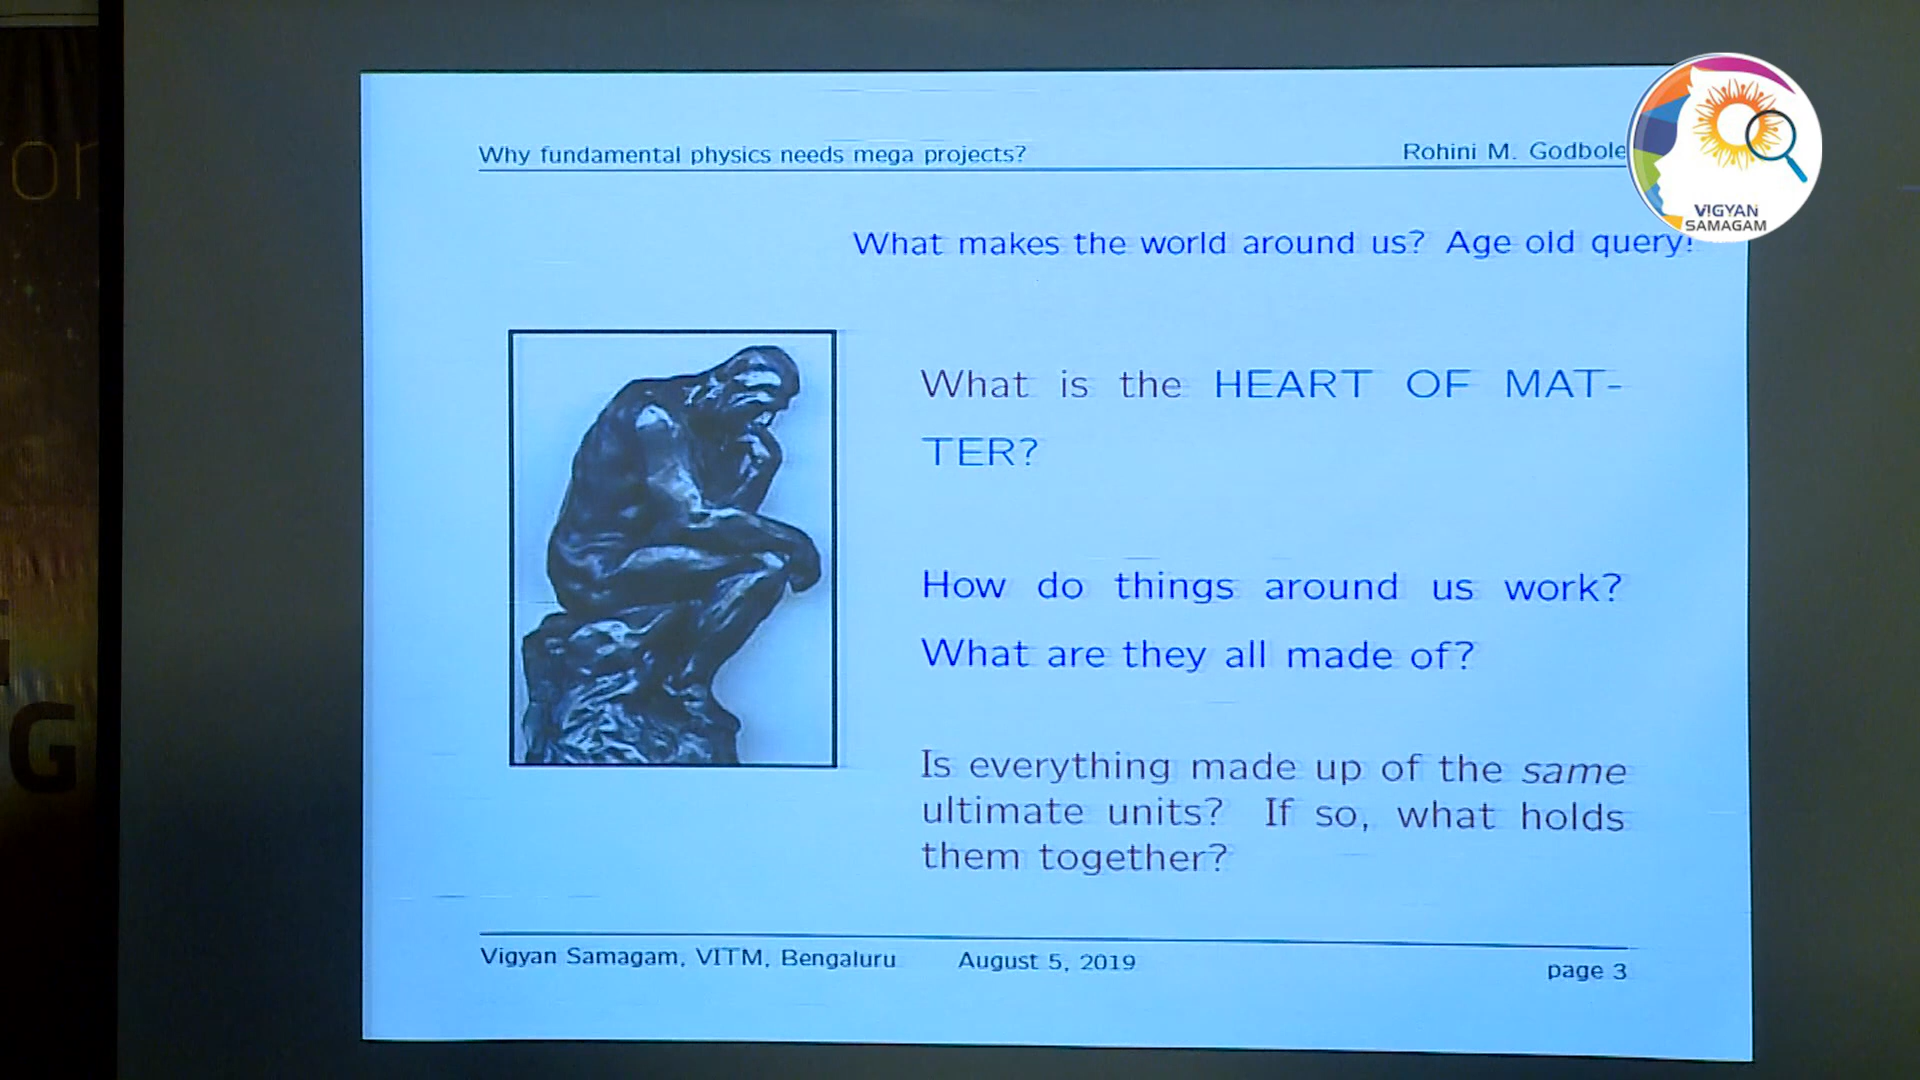 Why fundamental physics needs mega projects?
Rohini M. Godbole
VIGYAN
SAMAGAM
What makes the world around us? Age old query!
What is the HEART OF MAT-
TER?
How do things around us work?
What are they all made of?
Is everything made up of the same
ultimate units? If so, what holds
them together?
Vigyan Samagam, VITM, Bengaluru
August 5, 2019
page 3
or
G